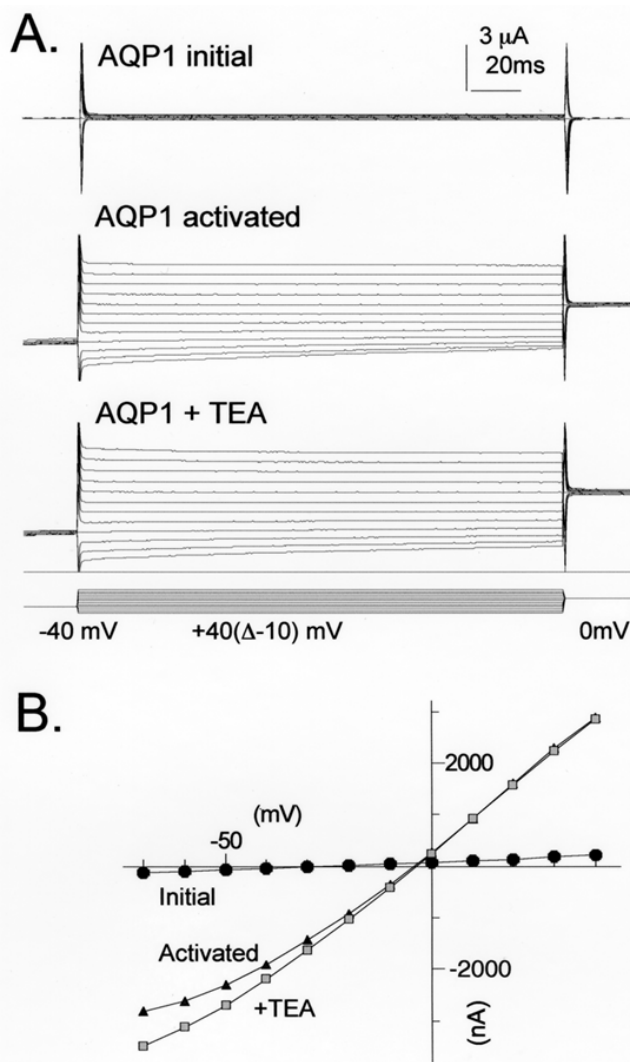 A.
AQP1 initial
3 μA
20ms
AQP1 activated
AQP1 + TEA
-40 mV
+40(Δ-10) mV
0mV
B.
2000
(mV)
-50
Initial
Activated
-2000
+TEA
(nA)